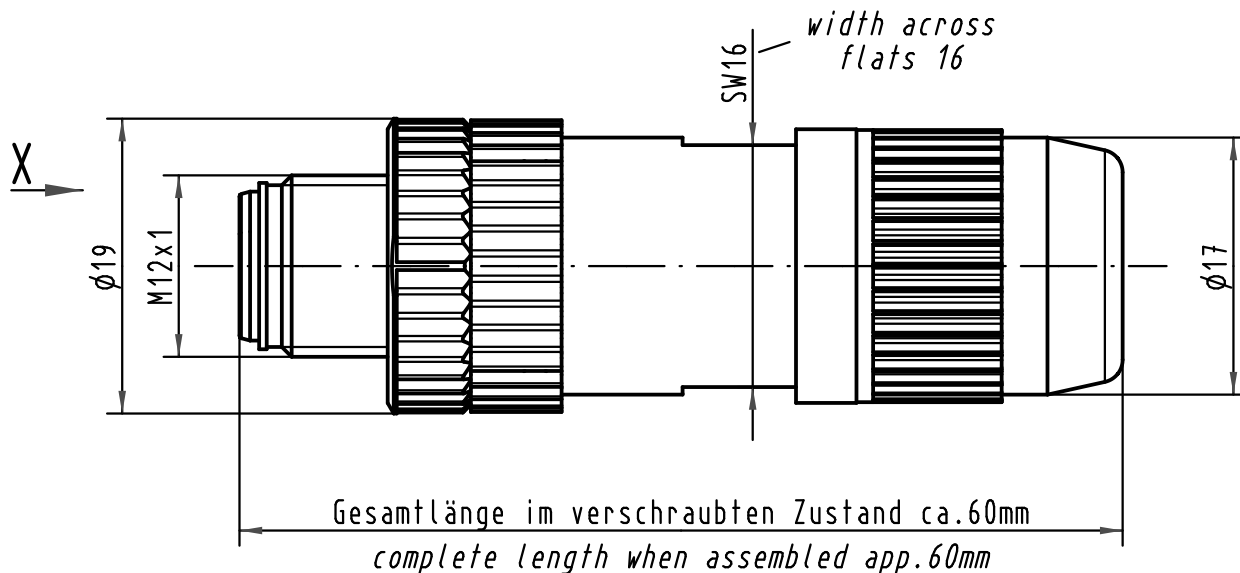 width across
flats 16
SW16
X
ø19
M12x1
ø17
Gesamtlänge im verschraubten Zustand ca.60mm
complete length when assembled app.60mm